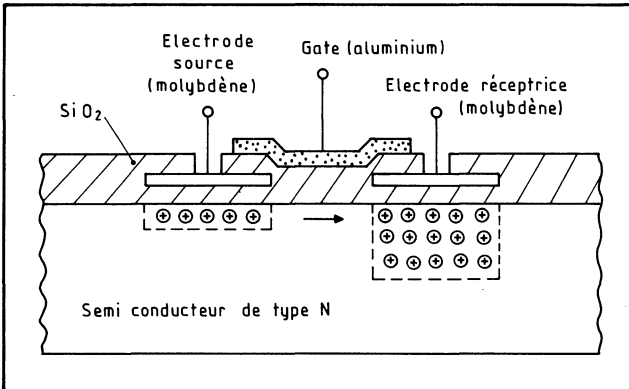 Electrode
source
(molybdène)
Gate (aluminium)
Electrode réceptrice
(molybdène)
SiO₂
Semi conducteur de type N